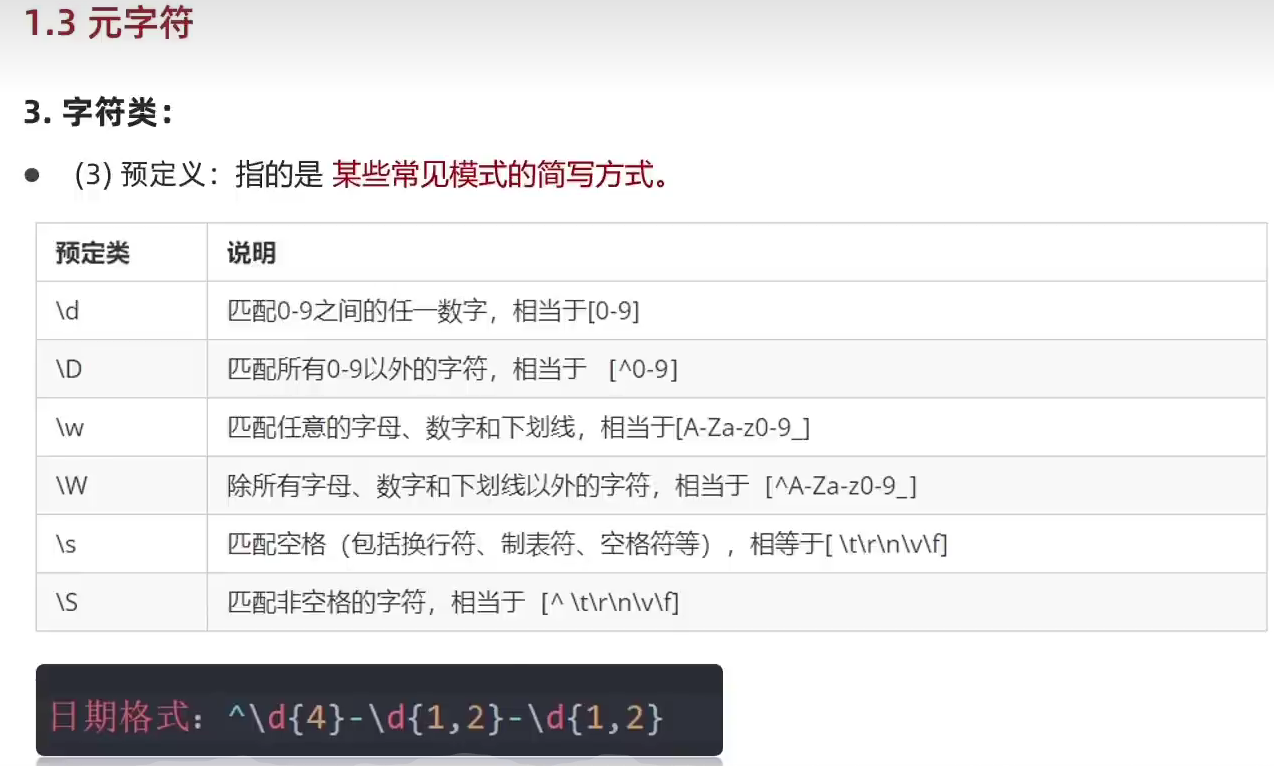 1.3 元字符
3. 字符类：
● (3) 预定义：指的是 某些常见模式的简写方式。
预定类 说明
\d 匹配0-9之间的任一数字，相当于[0-9]
\D 匹配所有0-9以外的字符，相当于 [^0-9]
\w 匹配任意的字母、数字和下划线，相当于[A-Za-z0-9_]
\W 除所有字母、数字和下划线以外的字符，相当于 [^A-Za-z0-9_]
\s 匹配空格（包括换行符、制表符、空格符等），相等于[ \t\r\n\v\f]
\S 匹配非空格的字符，相当于 [^ \t\r\n\v\f]
日期格式：^\d{4}-\d{1,2}-\d{1,2}